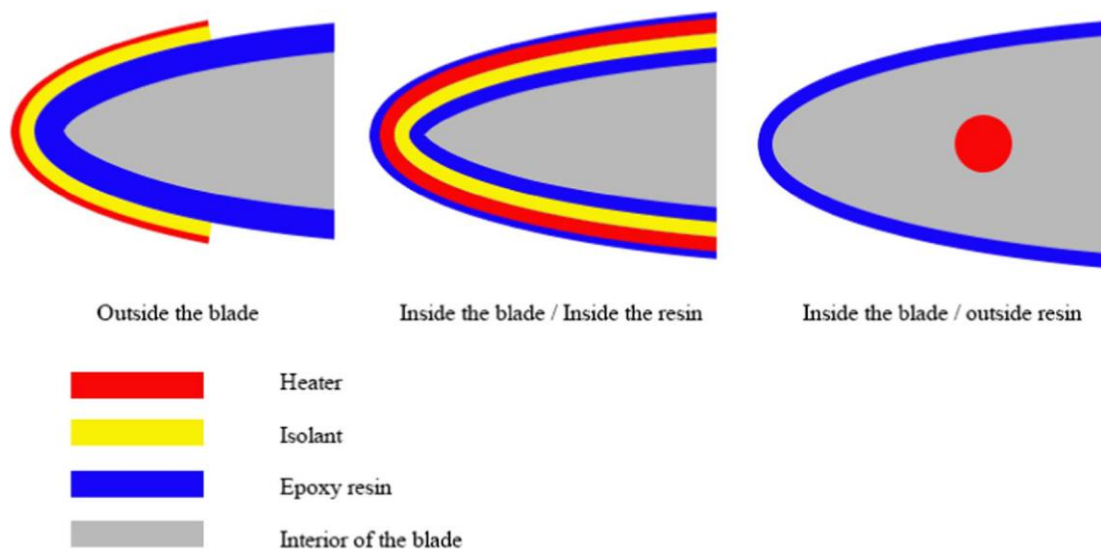 Outside the blade
Inside the blade / Inside the resin
Inside the blade / outside resin
Heater
Isolant
Epoxy resin
Interior of the blade